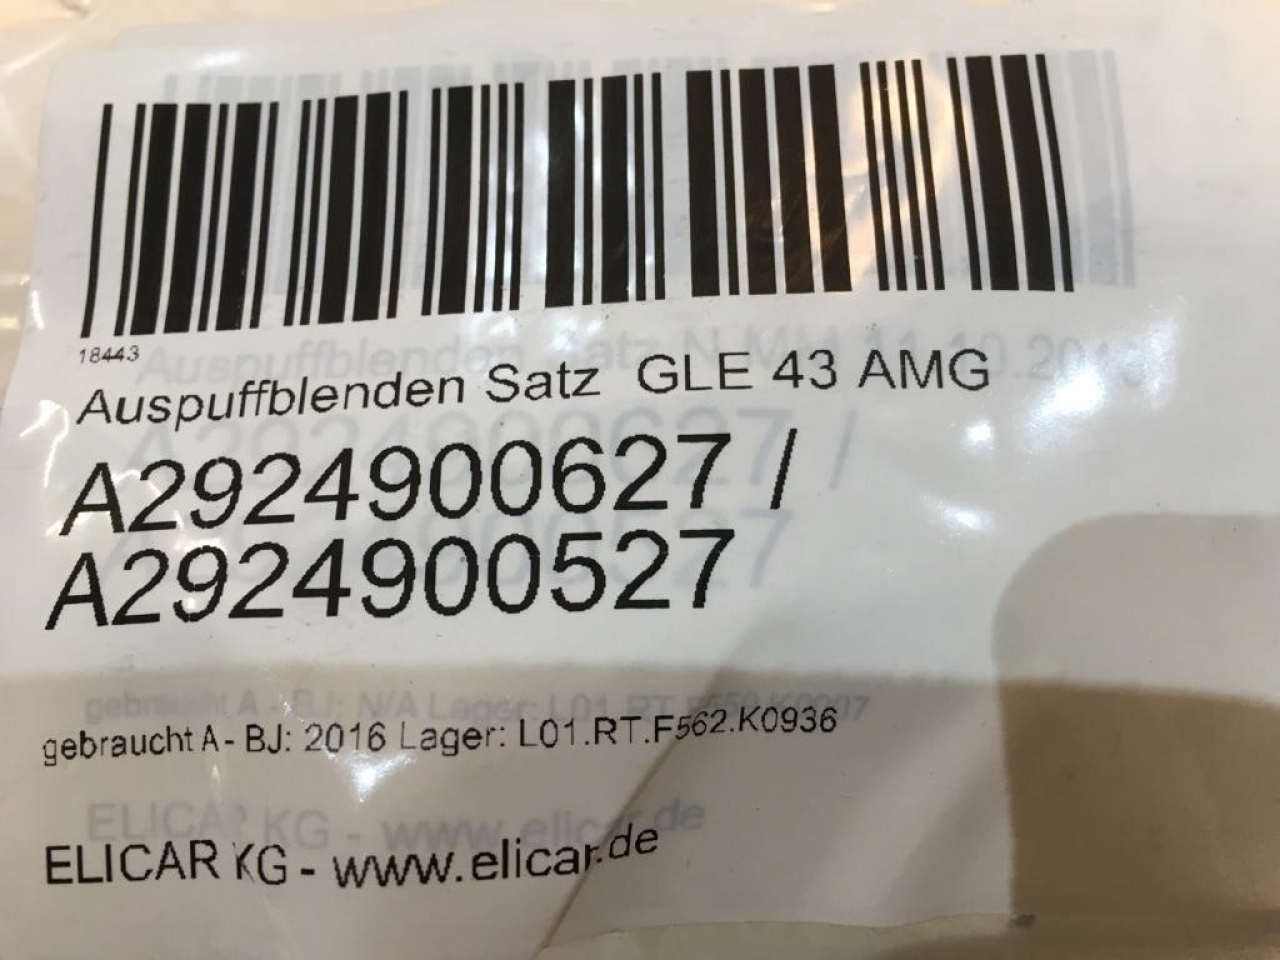 18443
Auspuffblenden Satz GLE 43 AMG
A2924900627 /
A2924900527
gebraucht A - BJ: 2016 Lager: L01.RT.F562.K0936
ELICAR KG - www.elicar.de